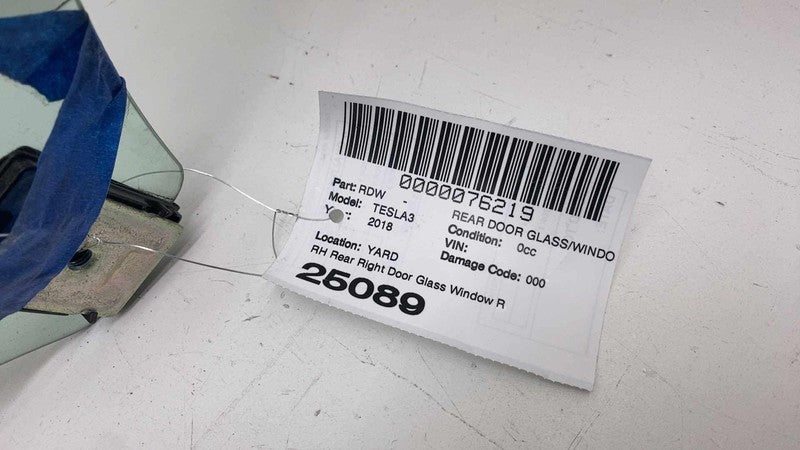 0000076219
Part: RDW - REAR DOOR GLASS/WINDO
Model: TESLA3 Condition: 0cc
2018 VIN:
Damage Code: 000
Location: YARD
RH Rear Right Door Glass Window R
25089